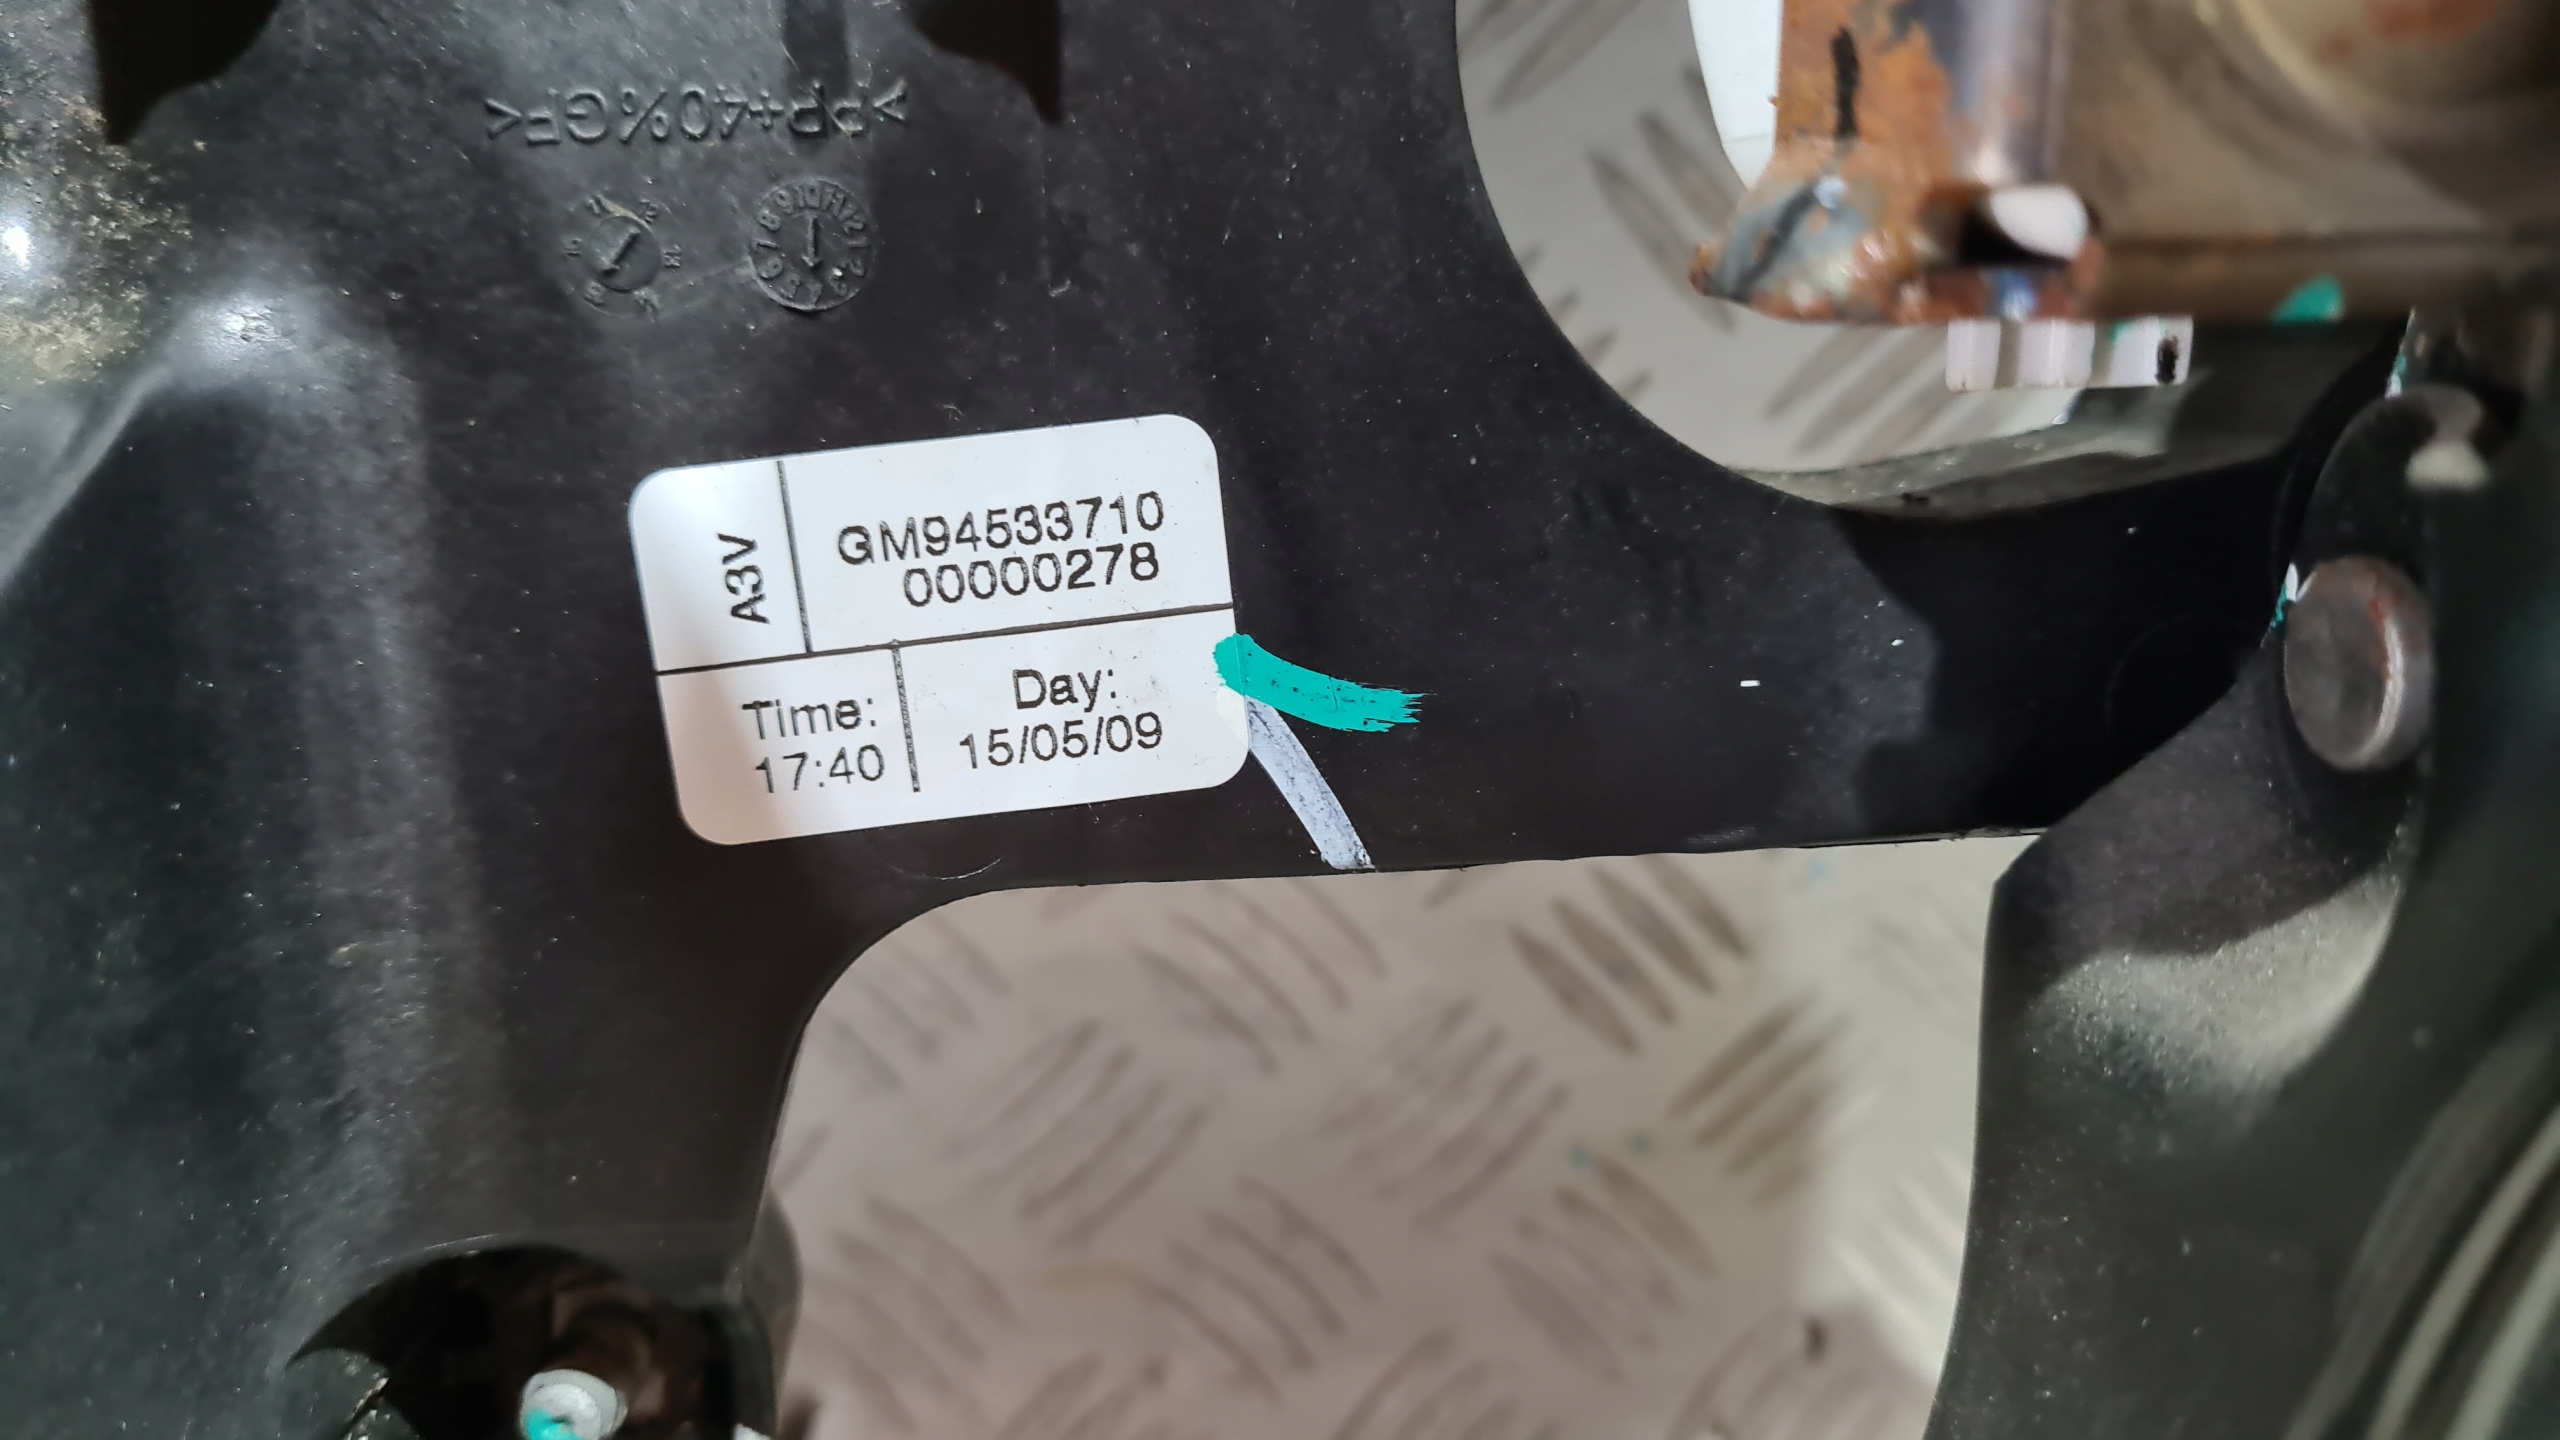 >PP+40%GF<
A3V
GM94533710
00000278
Time:
17:40
Day:
15/05/09